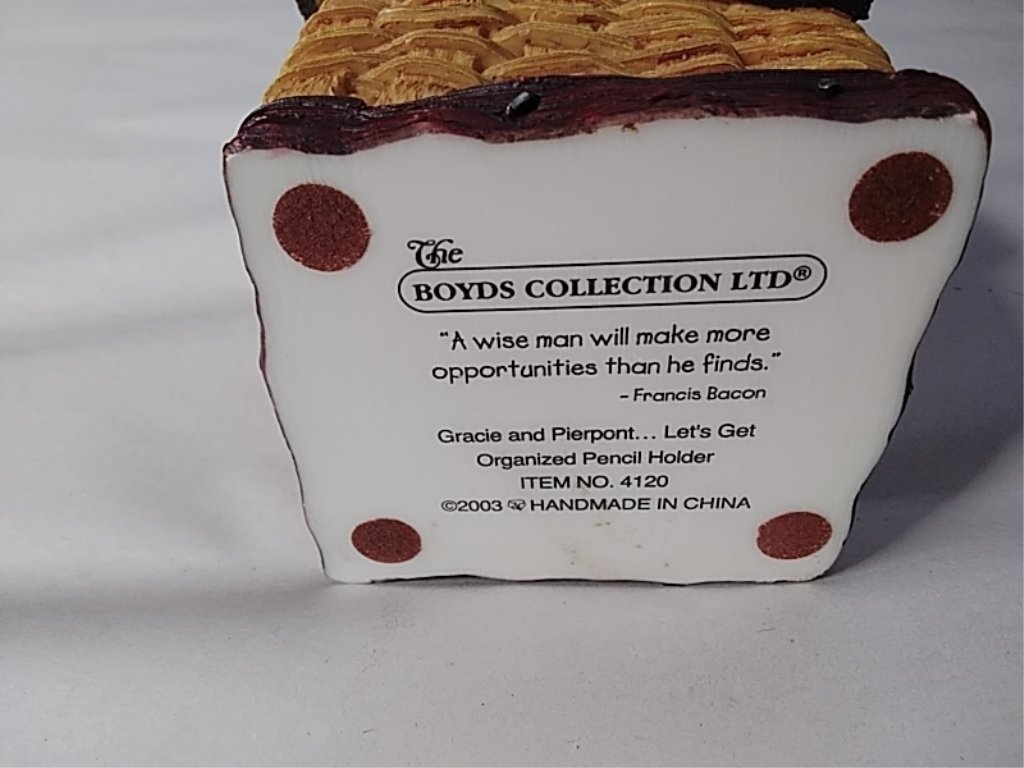 The
BOYDS COLLECTION LTD®
"A wise man will make more
opportunities than he finds."
- Francis Bacon
Gracie and Pierpont... Let's Get
Organized Pencil Holder
ITEM NO. 4120
©2003 HANDMADE IN CHINA